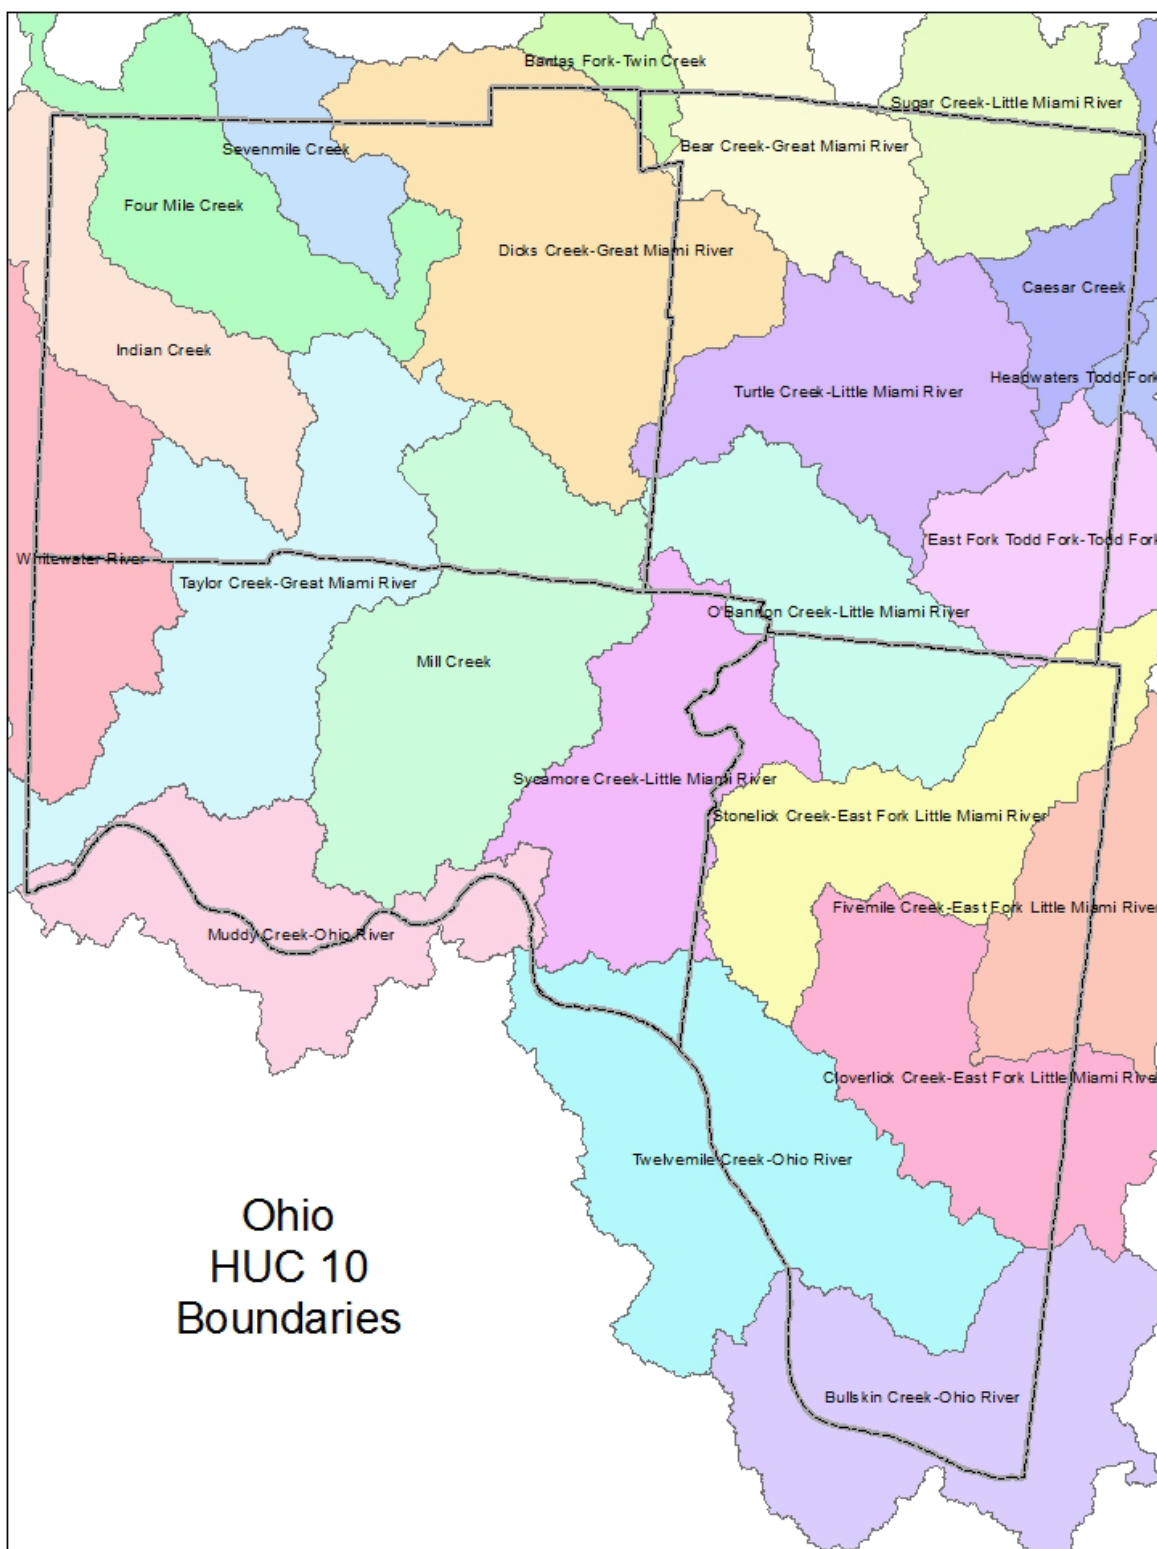 Bantas Fork-Twin Creek
Sugar Creek-Little Miami River
Sevenmile Creek
Bear Creek-Great Miami River
Four Mile Creek
Dicks Creek-Great Miami River
Caesar Creek
Indian Creek
Headwaters Todd Fork
Turtle Creek-Little Miami River
East Fork Todd Fork-Todd Fork
Whitewater River
Taylor Creek-Great Miami River
O'Bannon Creek-Little Miami River
Mill Creek
Sycamore Creek-Little Miami River
Stonelick Creek-East Fork Little Miami River
Fivemile Creek-East Fork Little Miami River
Muddy Creek-Ohio River
Cloverlick Creek-East Fork Little Miami River
Twelvemile Creek-Ohio River
Ohio
HUC 10
Boundaries
Bullskin Creek-Ohio River